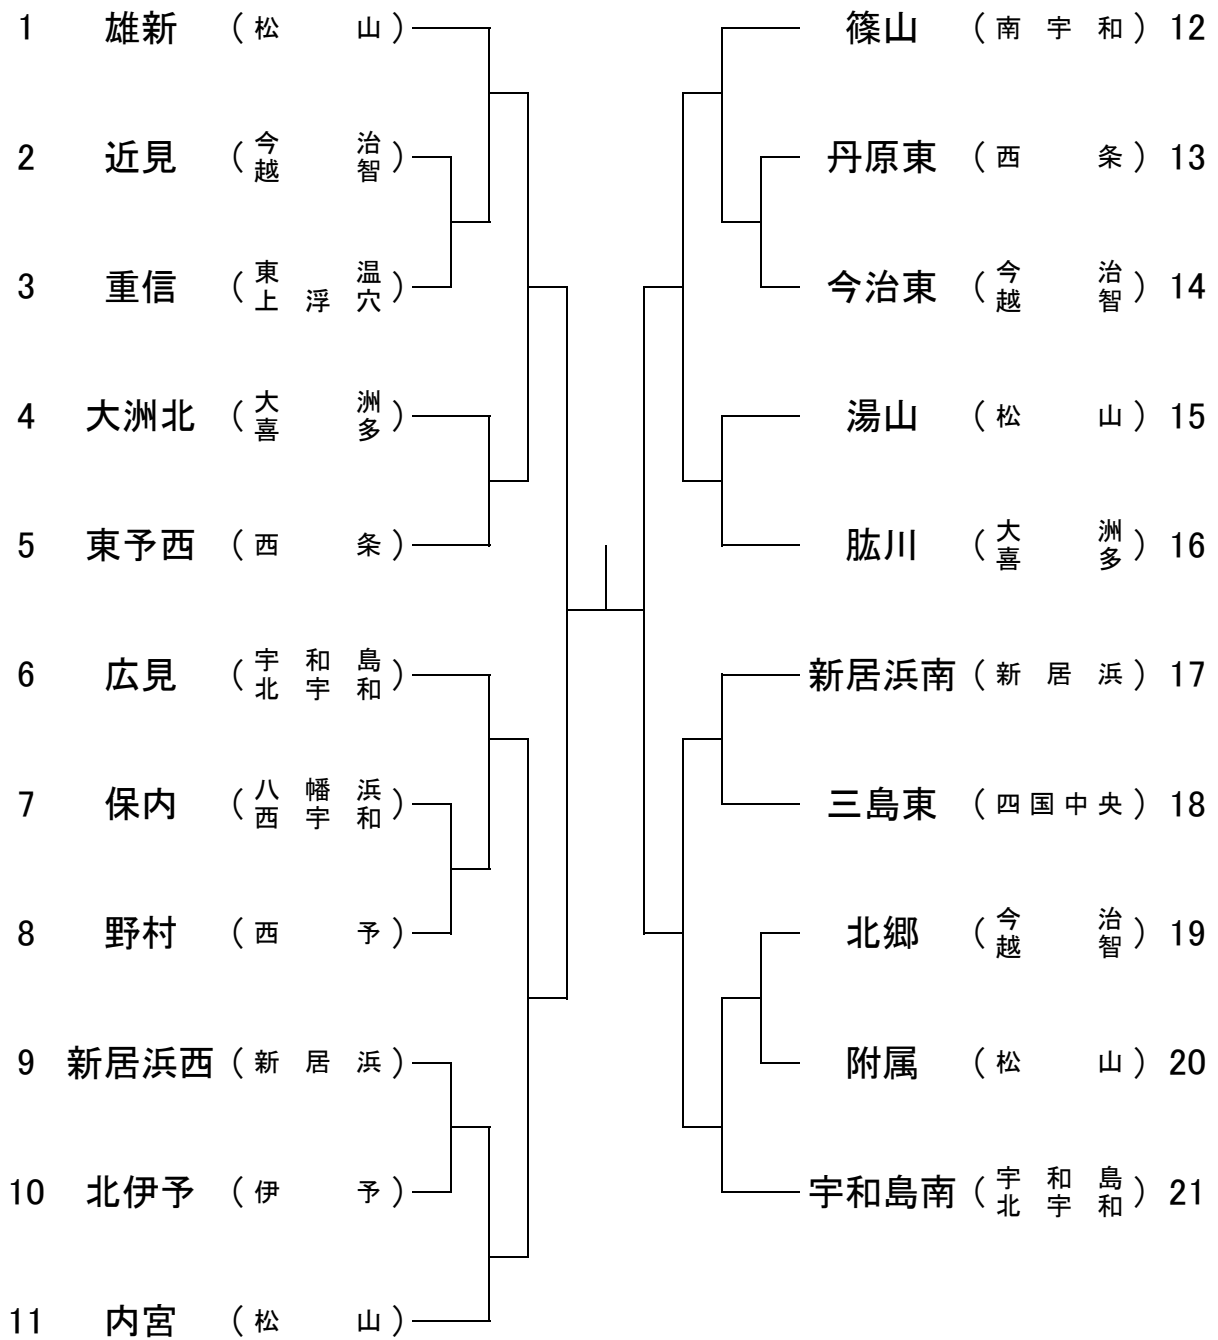 1 雄新 （松山）
2 近見 （今治越智）
3 重信 （東温上浮穴）
4 大洲北 （大洲喜多）
5 東予西 （西条）
6 広見 （宇和島北宇和）
7 保内 （八幡浜西宇和）
8 野村 （西予）
9 新居浜西 （新居浜）
10 北伊予 （伊予）
11 内宮 （松山）
篠山 （南宇和） 12
丹原東 （西条） 13
今治東 （今治越智） 14
湯山 （松山） 15
肱川 （大洲喜多） 16
新居浜南 （新居浜） 17
三島東 （四国中央） 18
北郷 （今治越智） 19
附属 （松山） 20
宇和島南 （宇和島北宇和） 21